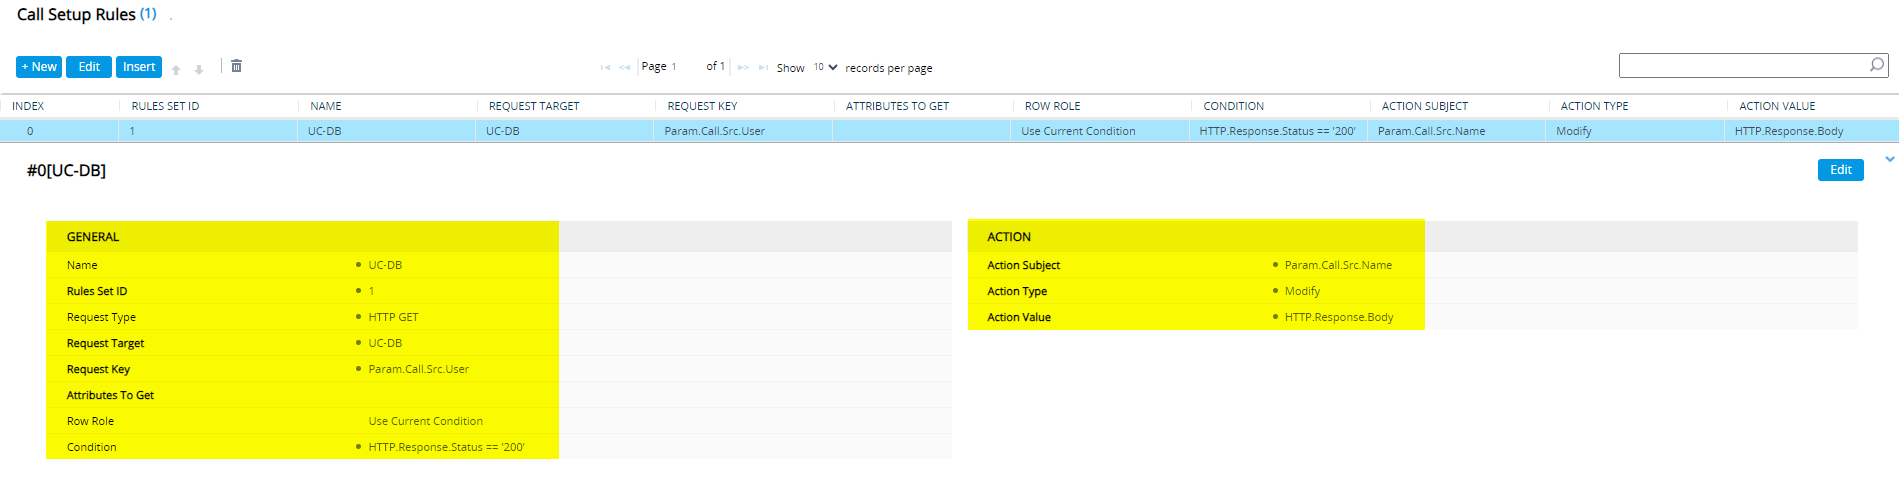 Call Setup Rules (1) .
+ New Edit Insert Page 1 of 1 Show 10 records per page
INDEX RULES SET ID NAME REQUEST TARGET REQUEST KEY ATTRIBUTES TO GET ROW ROLE CONDITION ACTION SUBJECT ACTION TYPE ACTION VALUE
0 1 UC-DB UC-DB Param.Call.Src.User Use Current Condition HTTP.Response.Status == '200' Param.Call.Src.Name Modify HTTP.Response.Body
#0[UC-DB] Edit
GENERAL
Name UC-DB
Rules Set ID 1
Request Type HTTP GET
Request Target UC-DB
Request Key Param.Call.Src.User
Attributes To Get
Row Role Use Current Condition
Condition HTTP.Response.Status == '200'
ACTION
Action Subject Param.Call.Src.Name
Action Type Modify
Action Value HTTP.Response.Body